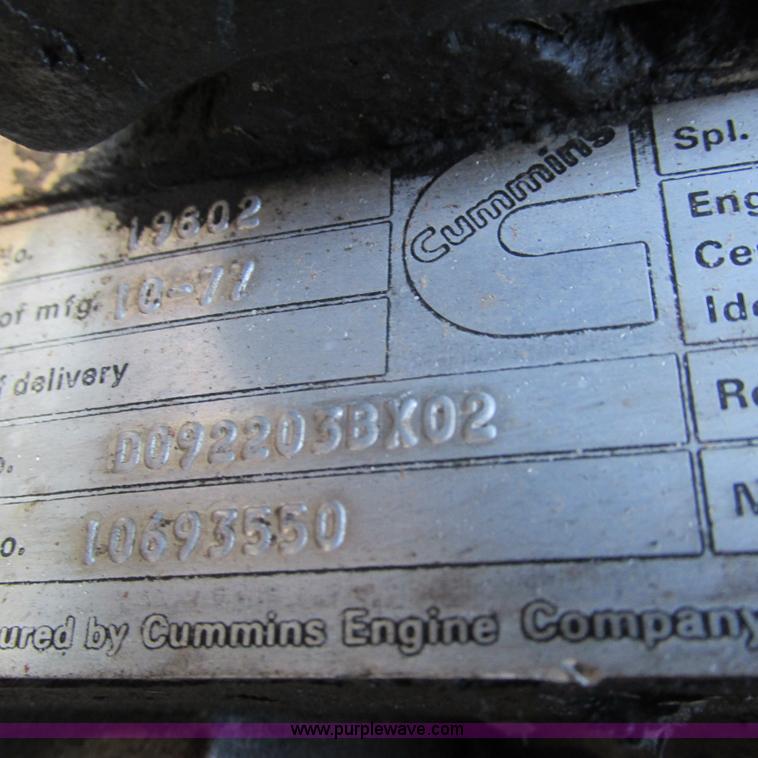 Cummins
Spl.
o. 19602
Eng
of mfg. 10-77
Ce
Ide
f delivery
Re
o. DG92203BX02
N
o. 10693550
ured by Cummins Engine Company
www.purplewave.com